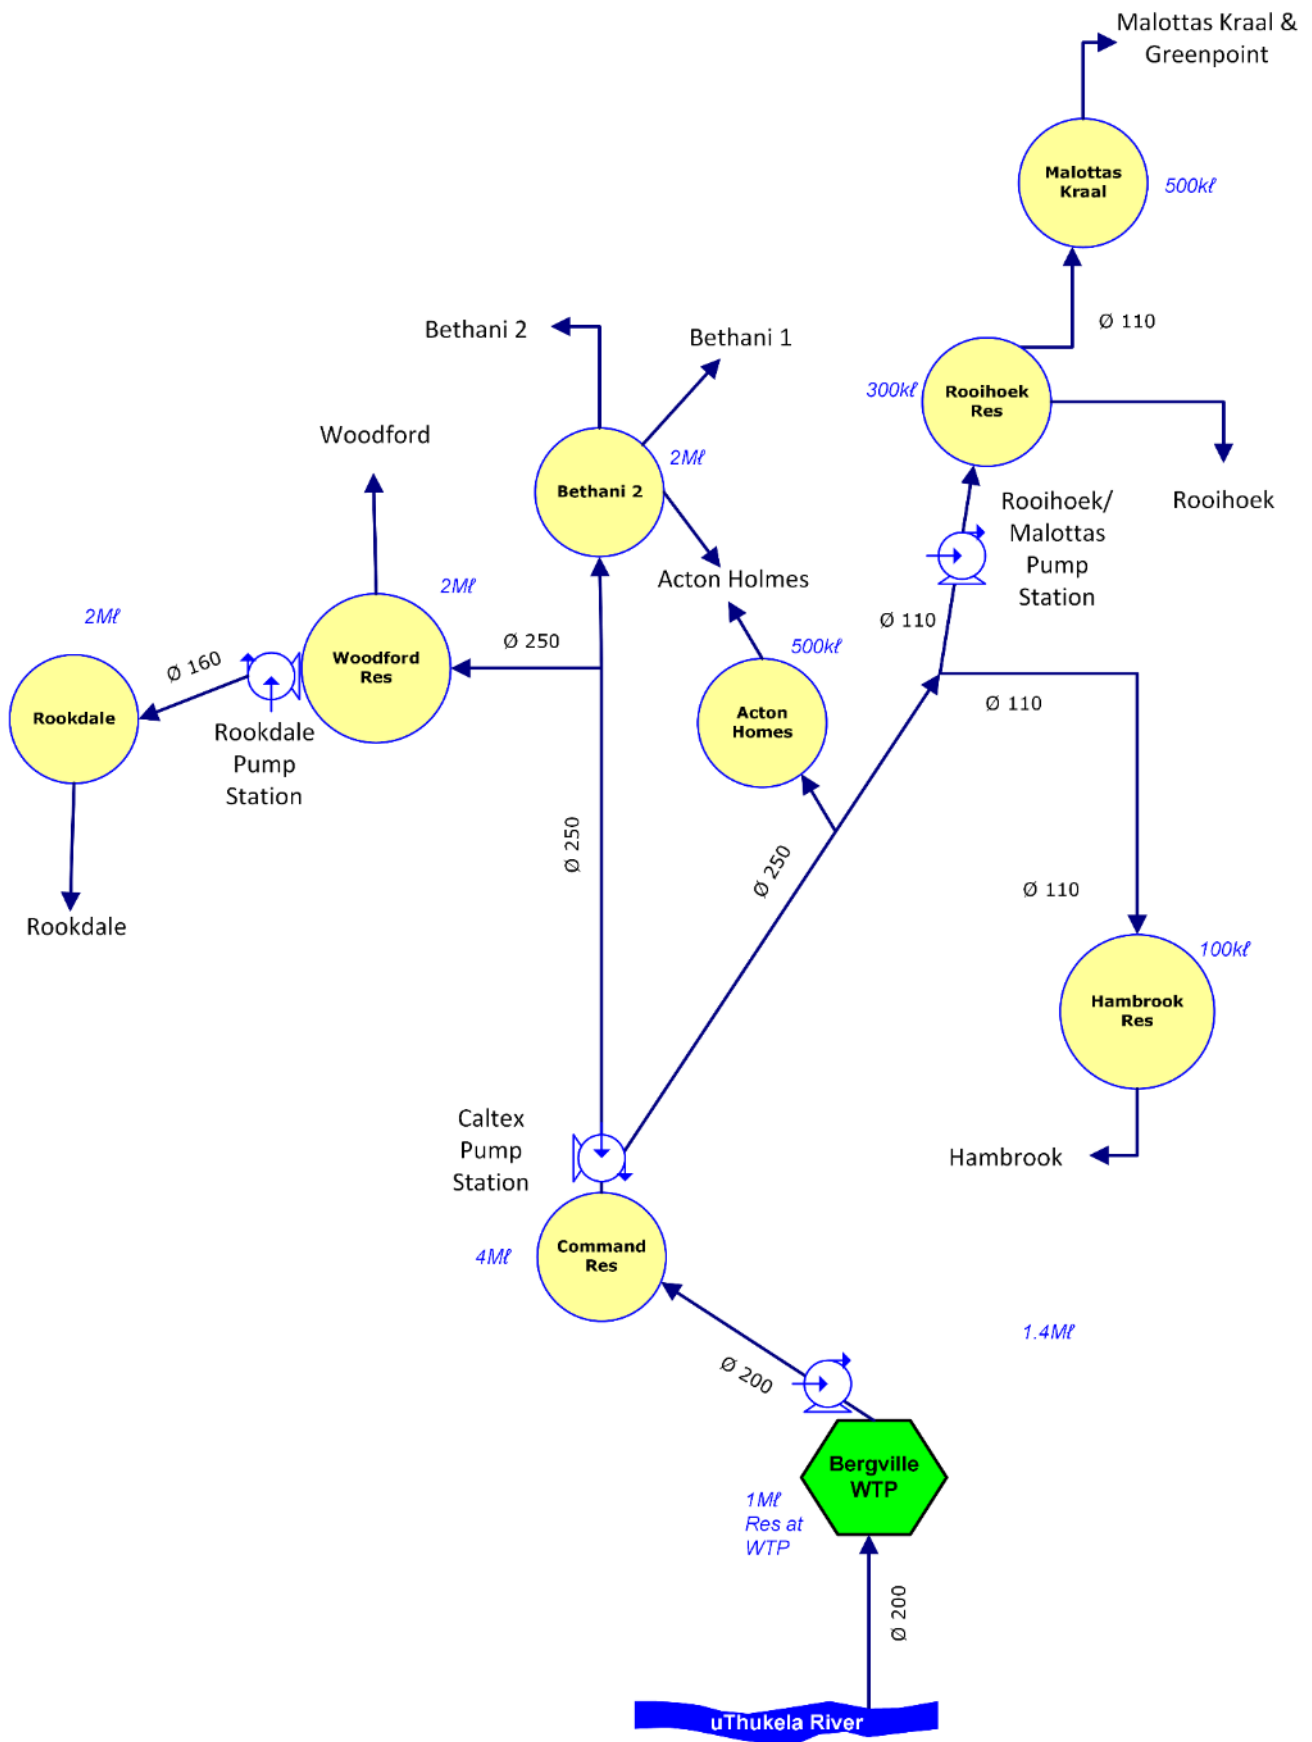 Malottas Kraal &
Greenpoint
Malottas
Kraal
500kℓ
Ø 110
Bethani 2
Bethani 1
300kℓ
Rooihoek
Res
Woodford
2Mℓ
Bethani 2
Rooihoek/
Malottas
Pump
Station
Rooihoek
Acton Holmes
2Mℓ
2Mℓ
Ø 110
Ø 160
Woodford
Res
Ø 250
500kℓ
Rookdale
Rookdale
Pump
Station
Acton
Homes
Ø 110
Ø 250
Ø 250
Ø 110
Rookdale
100kℓ
Hambrook
Res
Caltex
Pump
Station
Hambrook
4Mℓ
Command
Res
1.4Mℓ
Ø 200
Bergville
WTP
1Mℓ
Res at
WTP
Ø 200
uThukela River